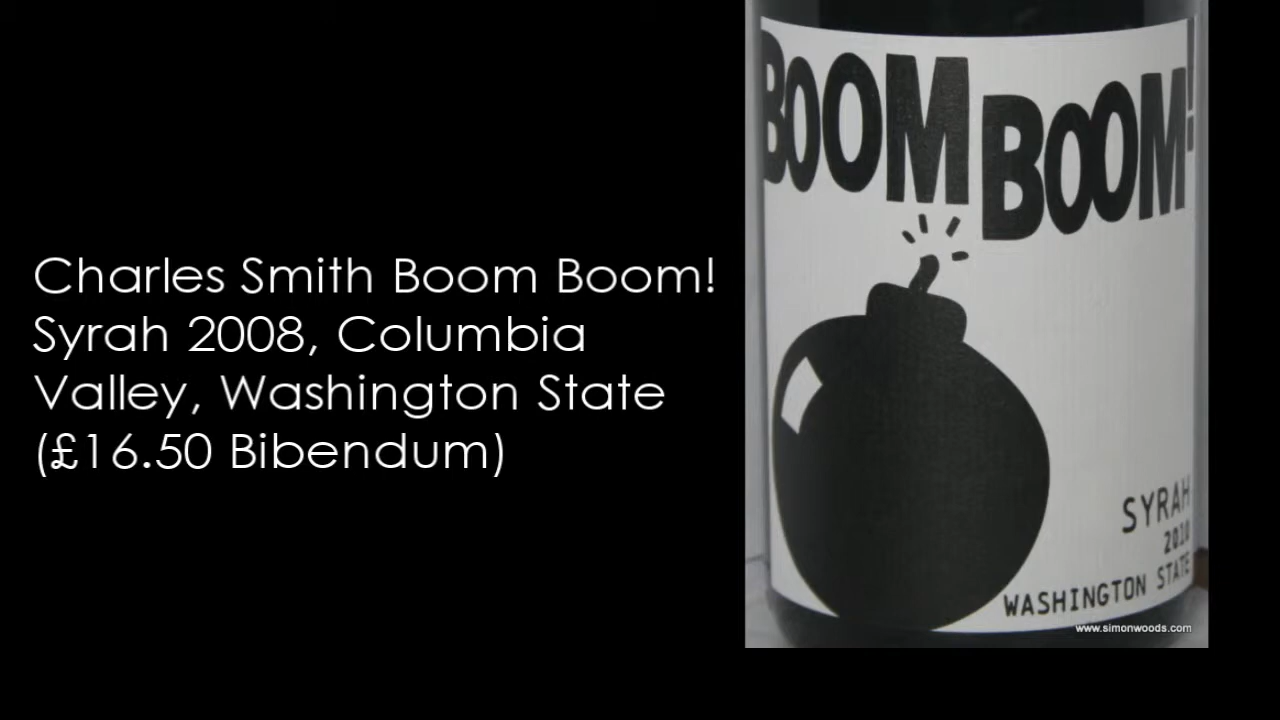 Charles Smith Boom Boom!
Syrah 2008, Columbia
Valley, Washington State
(£16.50 Bibendum)
BOOM BOOM!
SYRAH
2010
WASHINGTON STATE
www.simonwoods.com